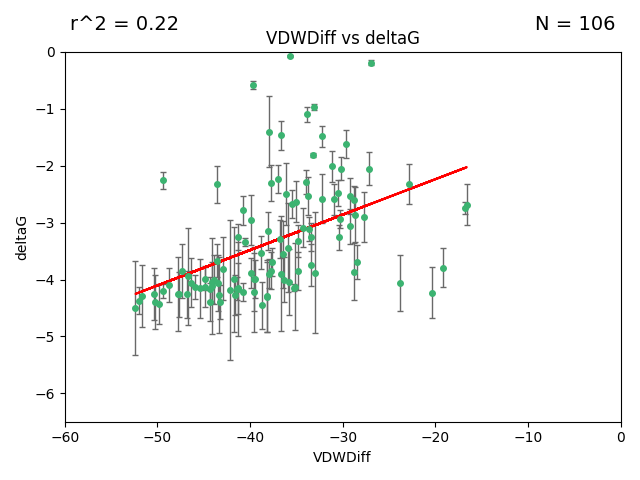 r^2 = 0.22
N = 106
VDWDiff vs deltaG
0
−1
−2
−3
−4
−5
−6
deltaG
−60 −50 −40 −30 −20 −10 0
VDWDiff